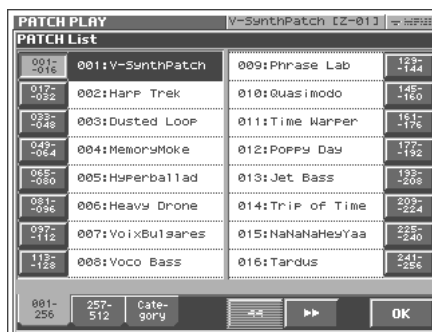 PATCH PLAY
V-SynthPatch [Z-01]
PATCH List
001-
-016
001:V-SynthPatch
009:Phrase Lab
129-
-144
017-
-032
002:Harp Trek
010:Quasimodo
145-
-160
033-
-048
003:Dusted Loop
011:Time Warper
161-
-176
049-
-064
004:MemoryMoke
012:Poppy Day
177-
-192
065-
-080
005:Hyperballad
013:Jet Bass
193-
-208
081-
-096
006:Heavy Drone
014:Trip of Time
209-
-224
097-
-112
007:VoixBulgares
015:NaNaNaHeyYaa
225-
-240
113-
-128
008:Voco Bass
016:Tardus
241-
-256
001-
256
257-
512
Cate-
gory
OK